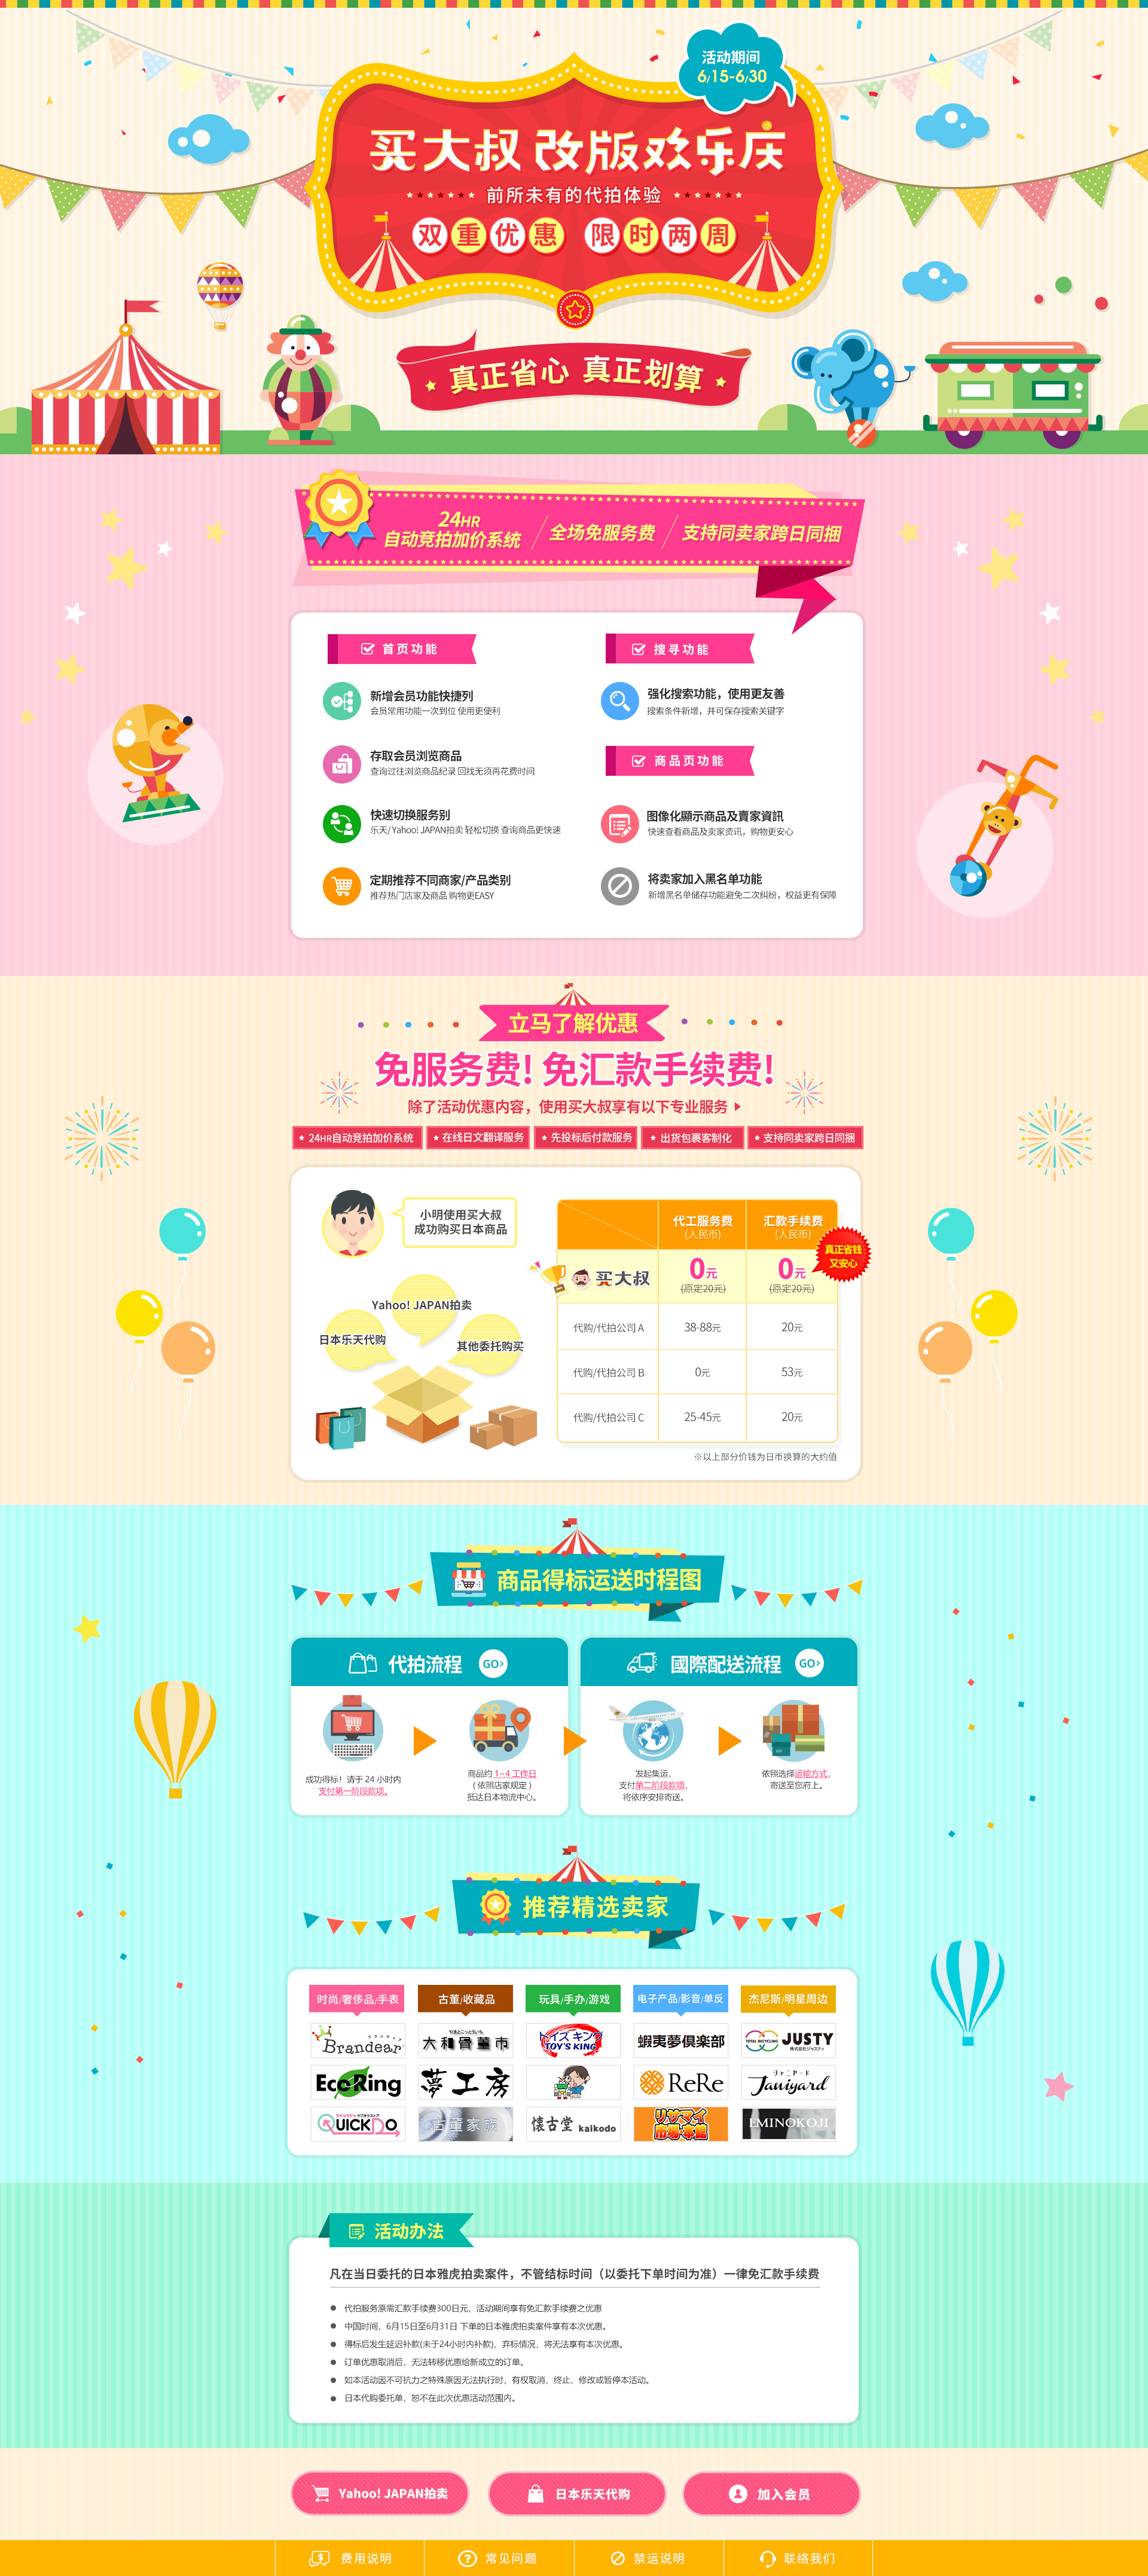 活动期间
6/15-6/30
买大叔 改版欢乐庆
前所未有的代拍体验
双重优惠 限时两周
真正省心 真正划算
24HR
自动竞拍加价系统
全场免服务费
支持同卖家跨日同捆
首页功能
新增会员功能快捷列
会员常用功能一次到位 使用更便利
存取会员浏览商品
查询过往浏览商品纪录 回找无须再花费时间
快速切换服务别
乐天/ Yahoo! JAPAN拍卖 轻松切换 查询商品更快速
定期推荐不同商家/产品类别
推荐热门店家及商品 购物更EASY
搜寻功能
强化搜索功能，使用更友善
搜索条件新增，并可保存搜索关键字
商品页功能
图像化顯示商品及賣家資訊
快速查看商品及卖家资讯，购物更安心
将卖家加入黑名单功能
新增黑名单储存功能避免二次纠纷，权益更有保障
立马了解优惠
免服务费! 免汇款手续费!
除了活动优惠内容，使用买大叔享有以下专业服务
24HR自动竞拍加价系统
在线日文翻译服务
先投标后付款服务
出货包裹客制化
支持同卖家跨日同捆
小明使用买大叔
成功购买日本商品
Yahoo! JAPAN拍卖
日本乐天代购
其他委托购买
代工服务费
(人民币)
汇款手续费
(人民币)
真正省钱
又安心
买大叔
0元
(原定20元)
0元
(原定20元)
代购/代拍公司 A
38-88元
20元
代购/代拍公司 B
0元
53元
代购/代拍公司 C
25-45元
20元
※以上部分价钱为日币换算的大约值
商品得标运送时程图
代拍流程
GO>
成功得标！请于 24 小时内
支付第一阶段款项。
商品约 1~4 工作日
( 依照店家规定 )
抵达日本物流中心。
國際配送流程
GO>
发起集运，
支付第二阶段款项，
将依序安排寄送。
依照选择运输方式，
寄送至您府上。
推荐精选卖家
时尚/奢侈品/手表
古董/收藏品
玩具/手办/游戏
电子产品/影音/单反
杰尼斯/明星周边
ブランディア
Brandear
やまとこっとういち
大和骨董市
トイズキング
TOY'S KING
蝦夷夢倶楽部
TOTAL RECYCLING
JUSTY
株式会社ジャスティ
EcoRing
夢工房
ReRe
ジャニヤード
Janiyard
QUICKDO
古董家族
懐古堂 kaikodo
リサマイ
市場・本舗
EMINOKOJI
活动办法
凡在当日委托的日本雅虎拍卖案件，不管结标时间（以委托下单时间为准）一律免汇款手续费
代拍服务原需汇款手续费300日元，活动期间享有免汇款手续费之优惠
中国时间，6月15日至6月31日 下单的日本雅虎拍卖案件享有本次优惠。
得标后发生延迟补款(未于24小时内补款)、弃标情况，将无法享有本次优惠。
订单优惠取消后，无法转移优惠给新成立的订单。
如本活动因不可抗力之特殊原因无法执行时，有权取消、终止、修改或暂停本活动。
日本代购委托单，恕不在此次优惠活动范围内。
Yahoo! JAPAN拍卖
日本乐天代购
加入会员
费用说明
常见问题
禁运说明
联络我们